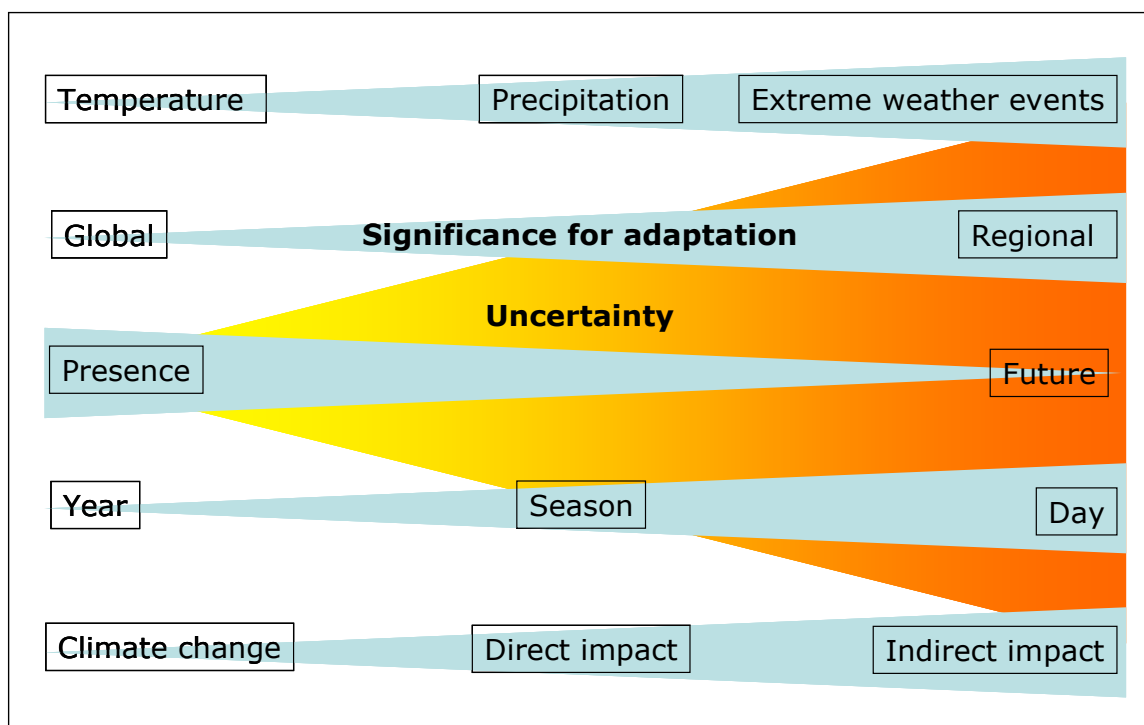 Temperature Precipitation Extreme weather events
Global Significance for adaptation Regional
Uncertainty
Presence Future
Year Season Day
Climate change Direct impact Indirect impact